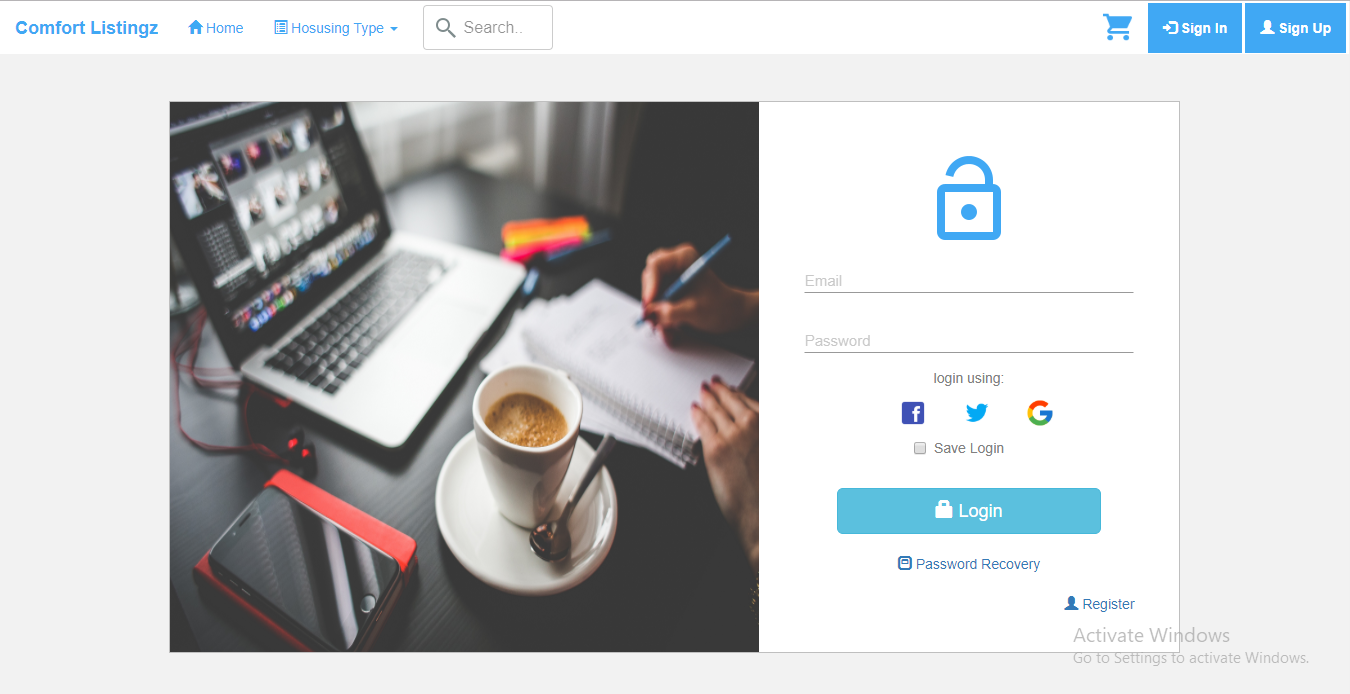 Comfort Listingz Home Hosusing Type Search.. Sign In Sign Up
Email
Password
login using:
Save Login
Login
Password Recovery
Register
Activate Windows
Go to Settings to activate Windows.